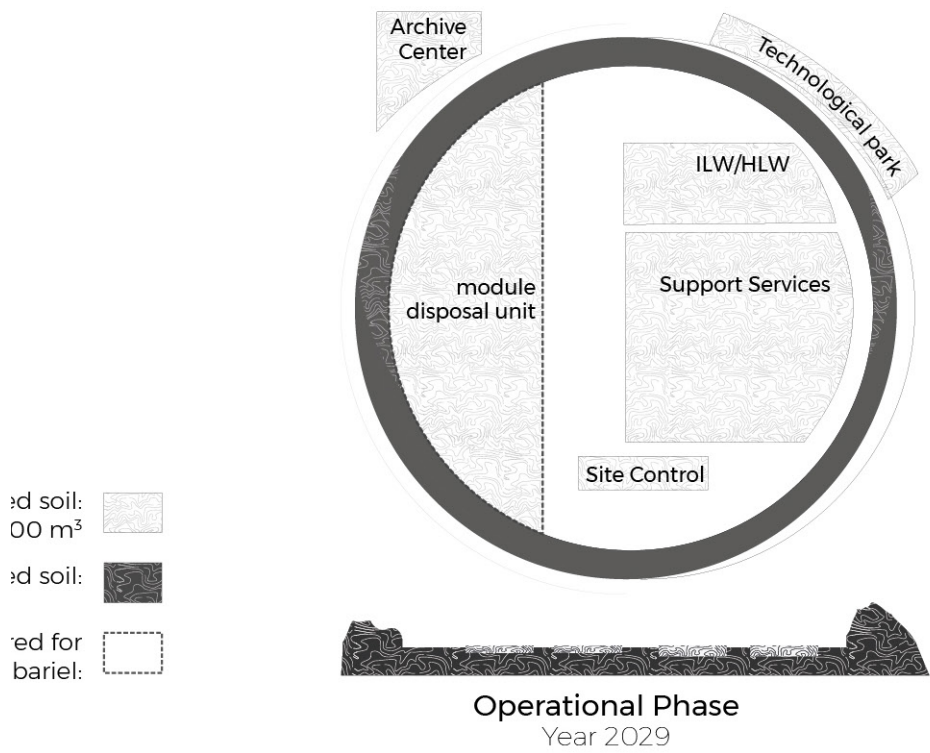 Archive
Center
Technological park
ILW/HLW
module
disposal unit
Support Services
Site Control
ed soil:
00 m³
ed soil:
red for
bariel:
Operational Phase
Year 2029